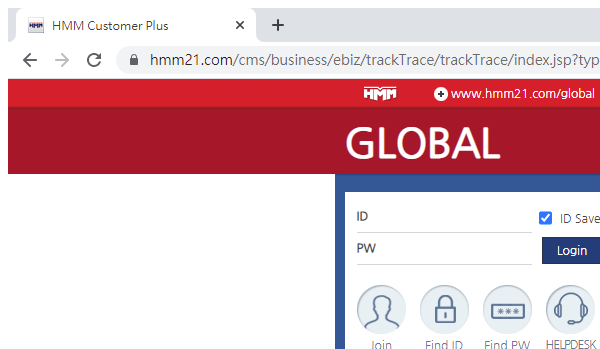 HMM HMM Customer Plus
hmm21.com/cms/business/ebiz/trackTrace/trackTrace/index.jsp?typ
HMM www.hmm21.com/global
GLOBAL
ID ID Save
PW Login
Join Find ID Find PW HELPDESK